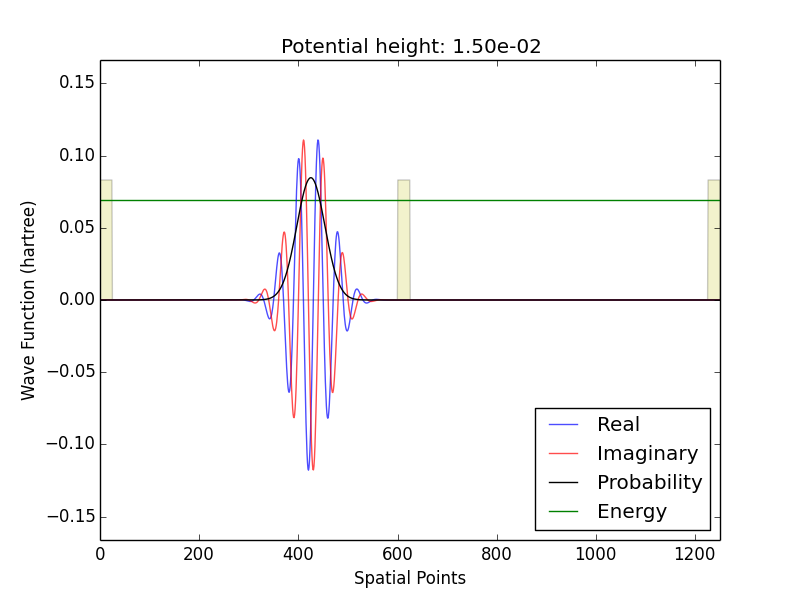 Potential height: 1.50e-02
Wave Function (hartree)
0.15
0.10
0.05
0.00
−0.05
−0.10
−0.15
Real
Imaginary
Probability
Energy
0 200 400 600 800 1000 1200
Spatial Points